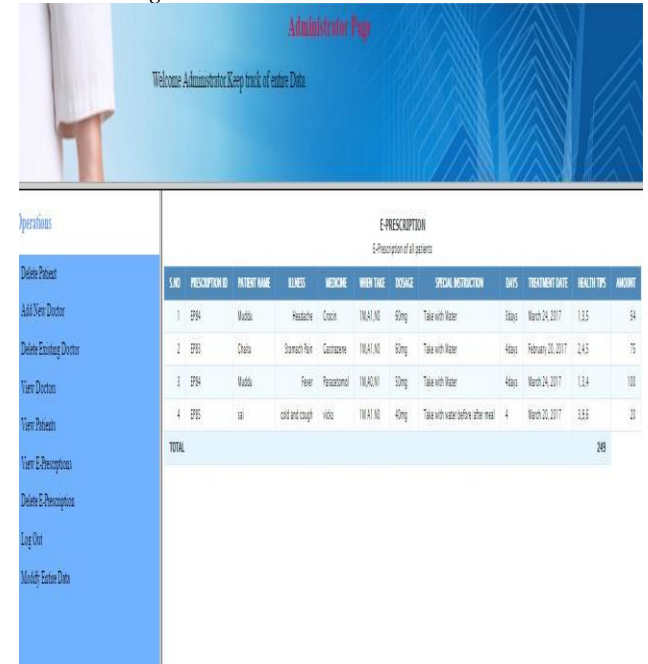 Administrator Page
Welcome Administrator Keep track of entire Data
Operations
Delete Patient
Add New Doctor
Delete Existing Doctor
View Doctors
View Patients
View E-Prescriptions
Delete E-Prescription
Log Out
Modify Entire Data
E-PRESCRIPTION
E-Prescription of all patients
S.NO PRESCRIPTION ID PATIENT NAME ILLNESS MEDICINE WHEN TAKE DOSAGE SPECIAL INSTRUCTION DAYS TREATMENT DATE HEALTH TIPS AMOUNT
1 EP84 Muddu Headache Crocin 1M,A1,N0 60mg Take with Water 3days March 24, 2017 1,3,5 54
2 EP83 Chaitu Stomach Pain Gastrazene 1M,A1,N0 60mg Take with Water 4days February 20, 2017 2,4,5 75
3 EP84 Muddu Fever Paracetomol 1M,A0,N1 50mg Take with Water 4days March 24, 2017 1,3,4 100
4 EP85 sai cold and cough vicks 1M A1 N0 40mg Take with water before after meal 4 March 20, 2017 20
TOTAL 249